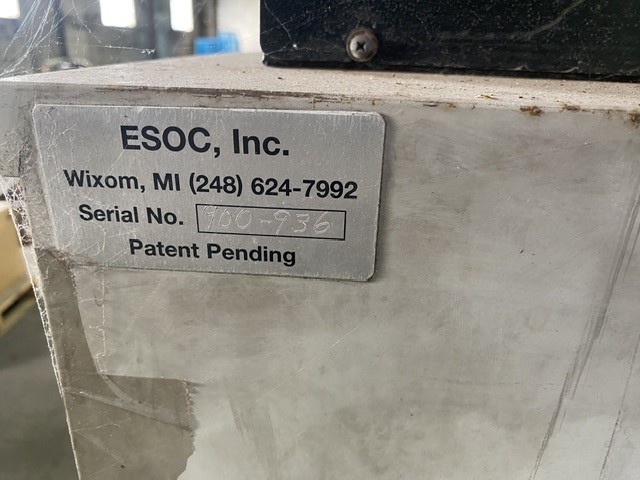 ESOC, Inc.
Wixom, MI (248) 624-7992
Serial No. 900-936
Patent Pending